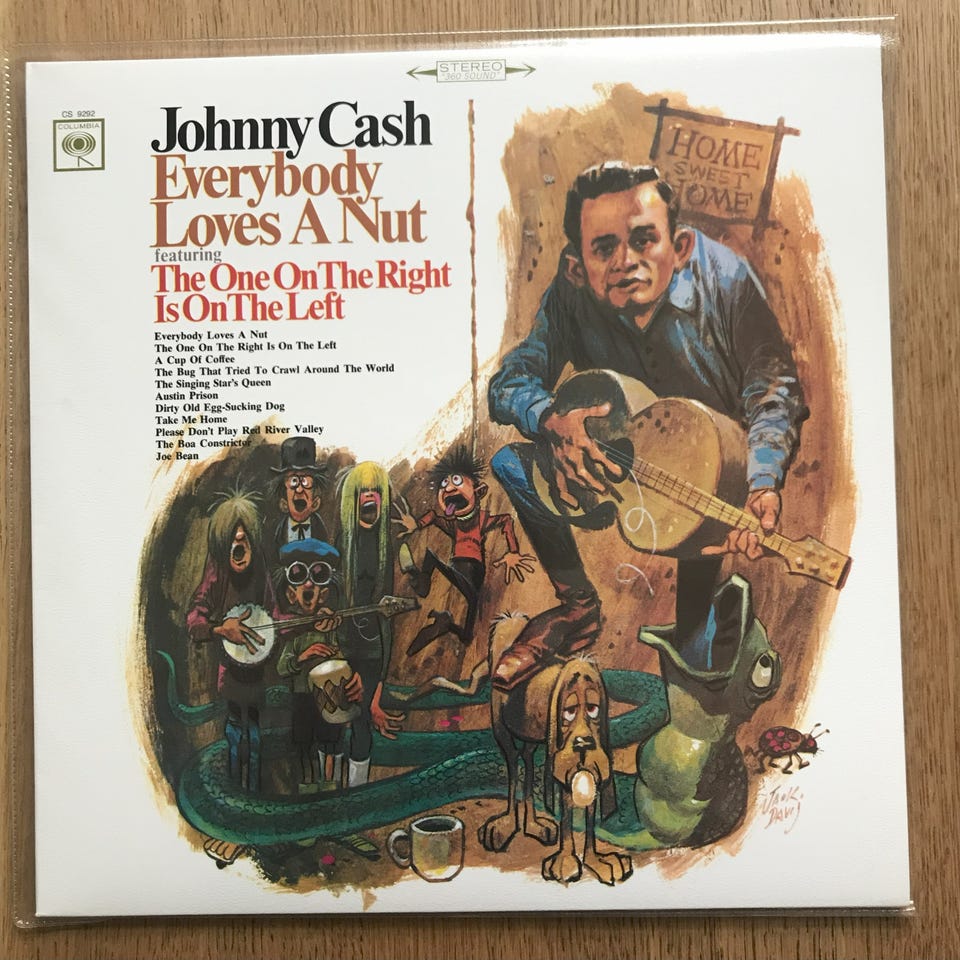 STEREO
"360 SOUND"
CS 9292
COLUMBIA
Johnny Cash
Everybody
Loves A Nut
featuring
The One On The Right
Is On The Left
Everybody Loves A Nut
The One On The Right Is On The Left
A Cup Of Coffee
The Bug That Tried To Crawl Around The World
The Singing Star's Queen
Austin Prison
Dirty Old Egg-Sucking Dog
Take Me Home
Please Don't Play Red River Valley
The Boa Constrictor
Joe Bean
HOME
SWEET
HOME
JACK
DAVIS